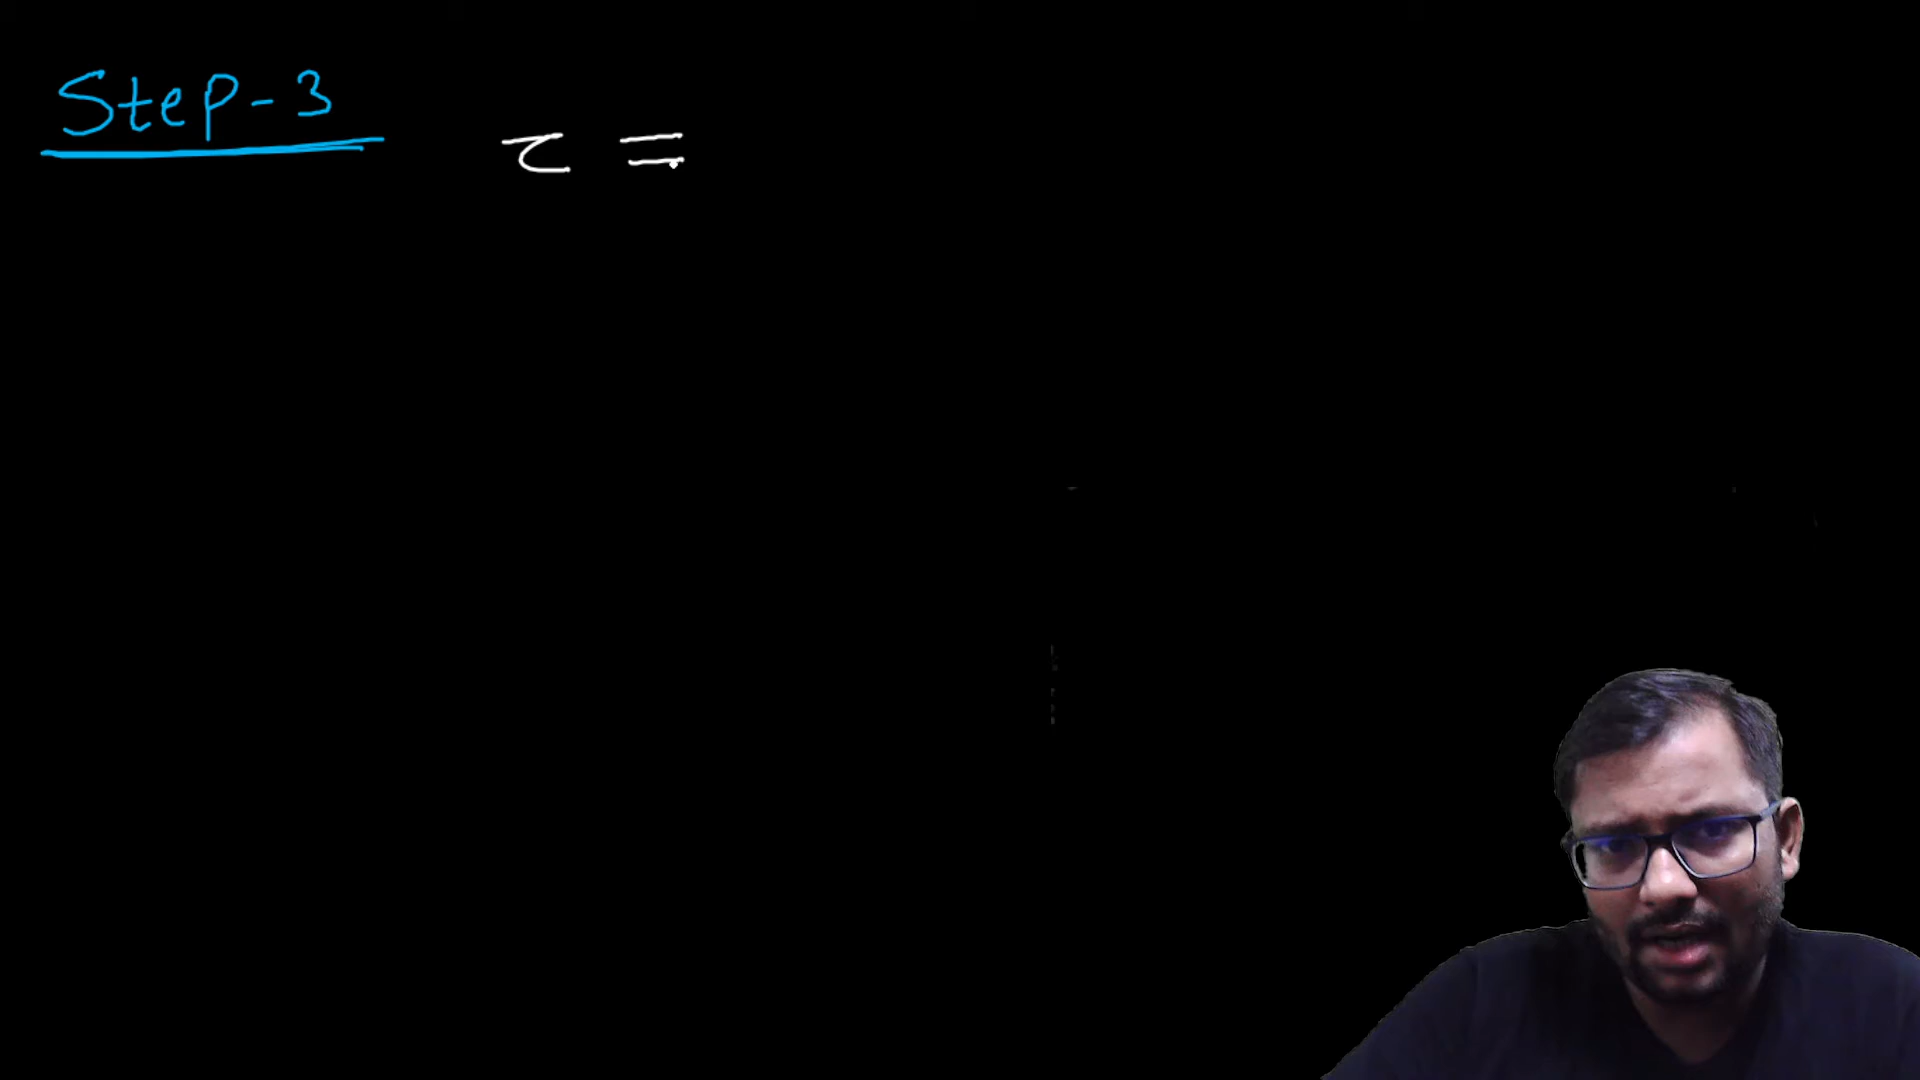 Step-3
τ =